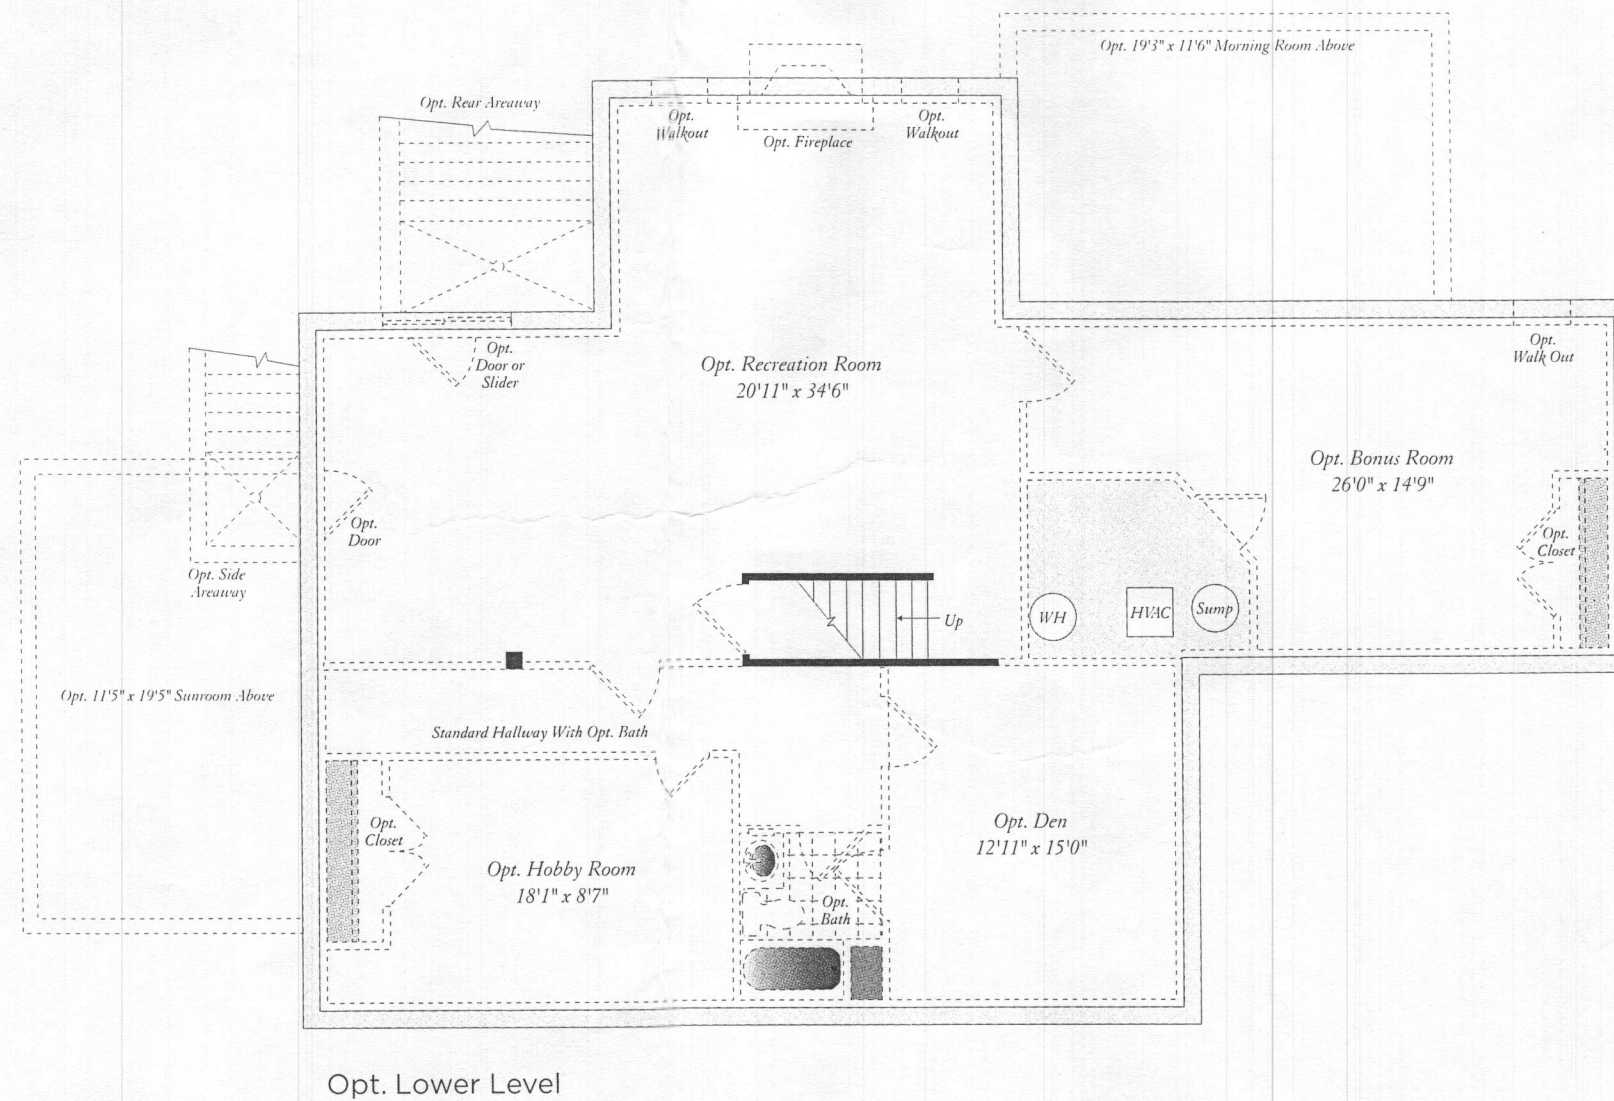 Opt. 19'3" x 11'6" Morning Room Above
Opt. Rear Areaway
Opt.
Walkout
Opt. Fireplace
Opt.
Walkout
Opt.
Door or
Slider
Opt. Recreation Room
20'11" x 34'6"
Opt.
Walk Out
Opt. Bonus Room
26'0" x 14'9"
Opt.
Door
Opt.
Closet
Opt. Side
Areaway
WH
HVAC
Sump
Up
Opt. 11'5" x 19'5" Sunroom Above
Standard Hallway With Opt. Bath
Opt.
Closet
Opt. Hobby Room
18'1" x 8'7"
Opt. Den
12'11" x 15'0"
Opt.
Bath
Opt. Lower Level